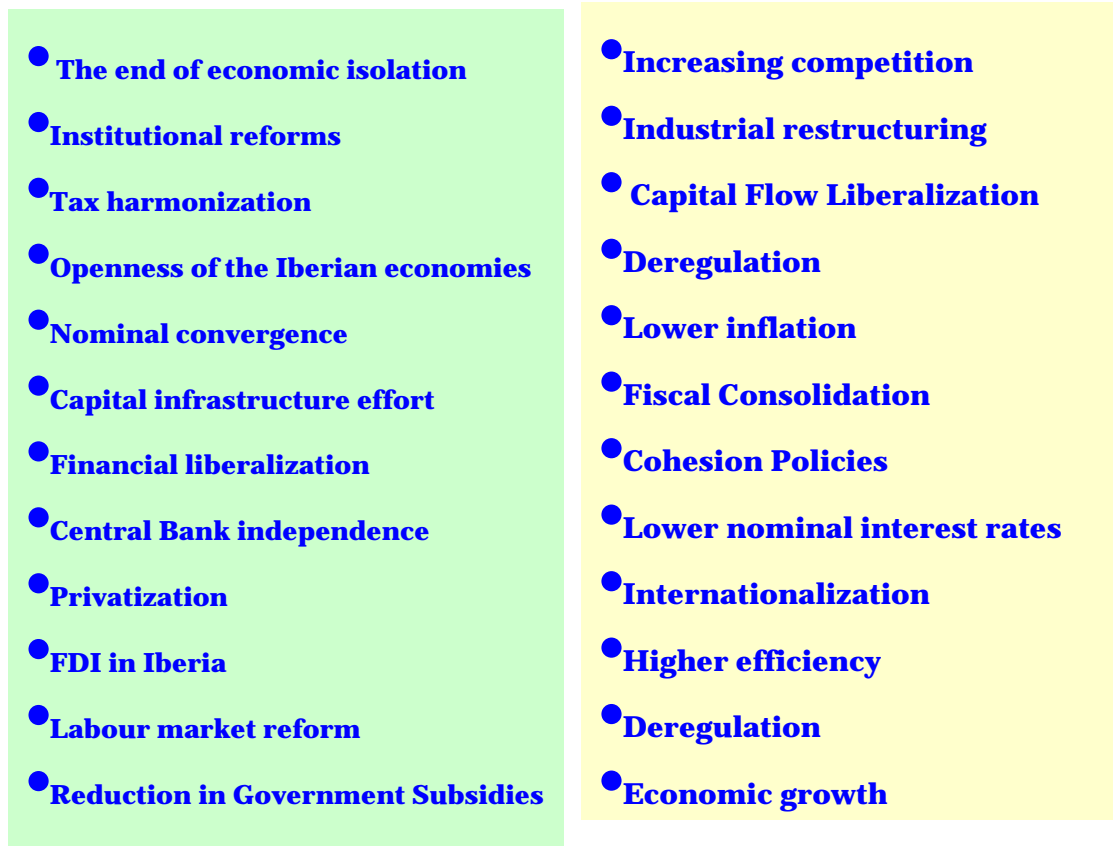 ● The end of economic isolation
●Institutional reforms
●Tax harmonization
●Openness of the Iberian economies
●Nominal convergence
●Capital infrastructure effort
●Financial liberalization
●Central Bank independence
●Privatization
●FDI in Iberia
●Labour market reform
●Reduction in Government Subsidies
●Increasing competition
●Industrial restructuring
● Capital Flow Liberalization
●Deregulation
●Lower inflation
●Fiscal Consolidation
●Cohesion Policies
●Lower nominal interest rates
●Internationalization
●Higher efficiency
●Deregulation
●Economic growth